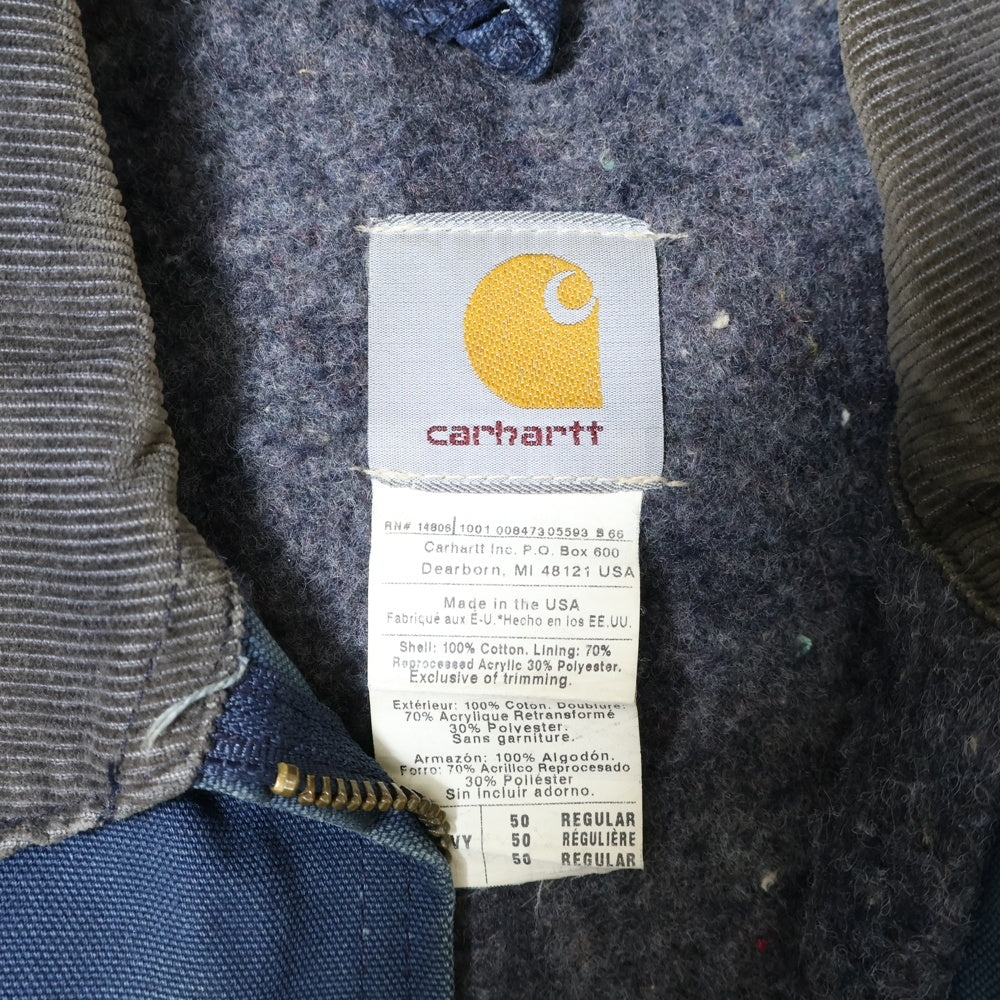 carhartt
RN# 14806/1001 00847305593 S 66
Carhartt Inc. P.O. Box 600
Dearborn, MI 48121 USA
Made in the USA
Fabriqué aux É-U.*Hecho en los EE.UU.
Shell: 100% Cotton. Lining: 70%
Reprocessed Acrylic 30% Polyester.
Exclusive of trimming.
Extérieur: 100% Coton. Doublure:
70% Acrylique Retransformé
30% Polyester.
Sans garniture.
Armazón: 100% Algodón.
Forro: 70% Acrilico Reprocesado
30% Poliéster
Sin incluir adorno.
50 REGULAR
VY 50 RÉGULIÈRE
50 REGULAR